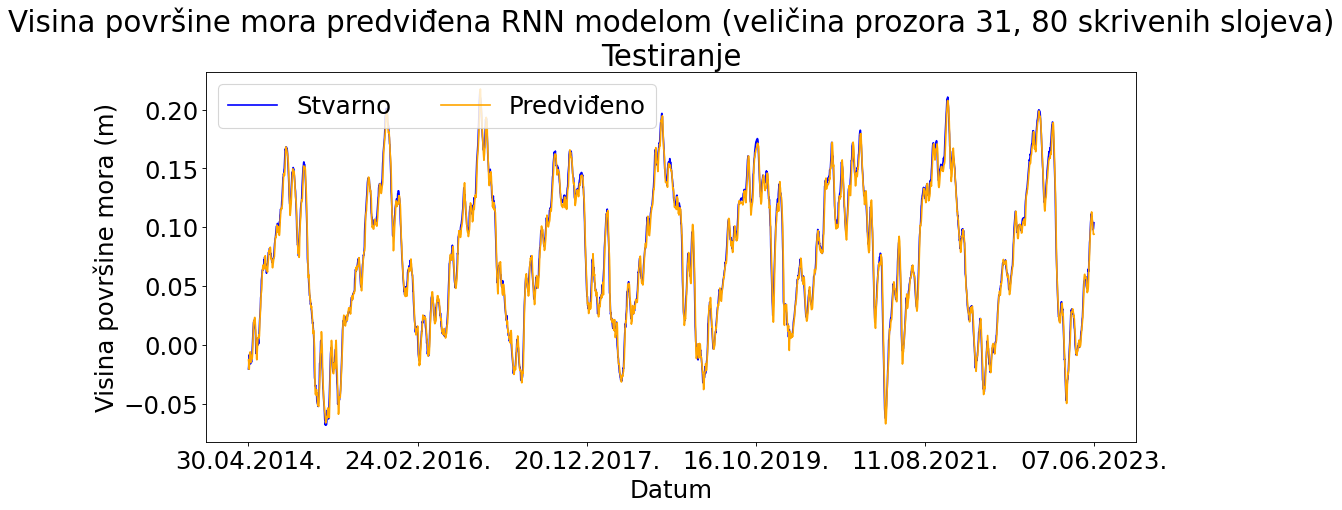 Visina površine mora predviđena RNN modelom (veličina prozora 31, 80 skrivenih slojeva)
Testiranje
Stvarno
Predviđeno
Visina površine mora (m)
0.20
0.15
0.10
0.05
0.00
−0.05
30.04.2014.
24.02.2016.
20.12.2017.
16.10.2019.
11.08.2021.
07.06.2023.
Datum